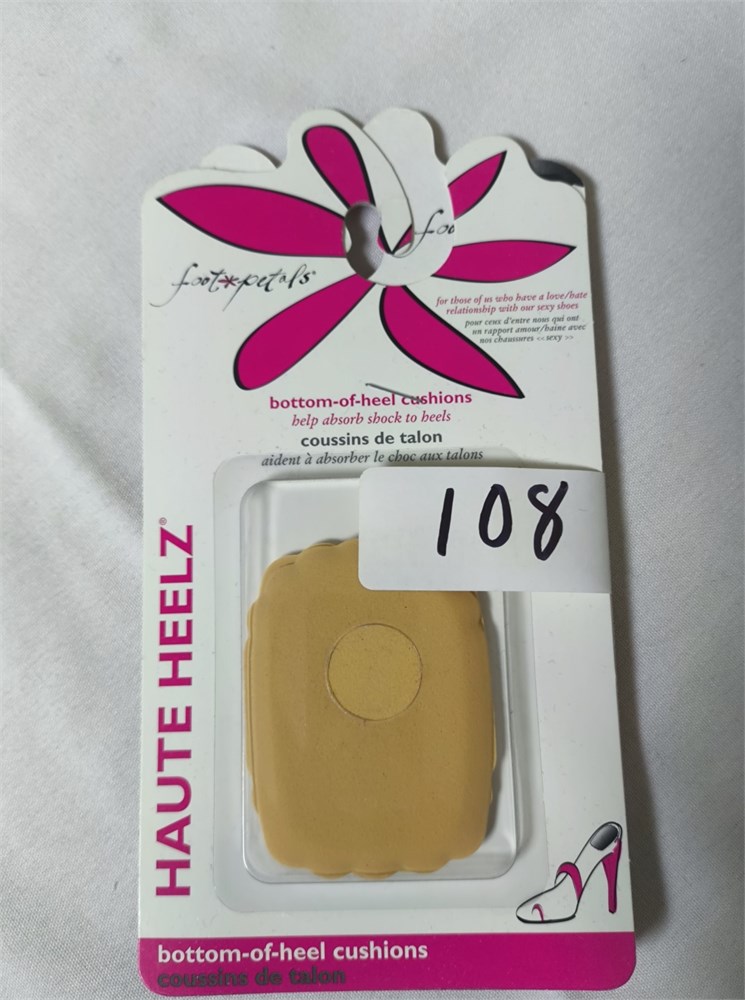 foo
foot*petals
for those of us who have a love/hate
relationship with our sexy shoes
pour ceux d'entre nous qui ont
un rapport amour/haine avec
nos chaussures <<sexy>>
bottom-of-heel cushions
help absorb shock to heels
coussins de talon
aident à absorber le choc aux talons
108
HAUTE HEELZ®
bottom-of-heel cushions
coussins de talon